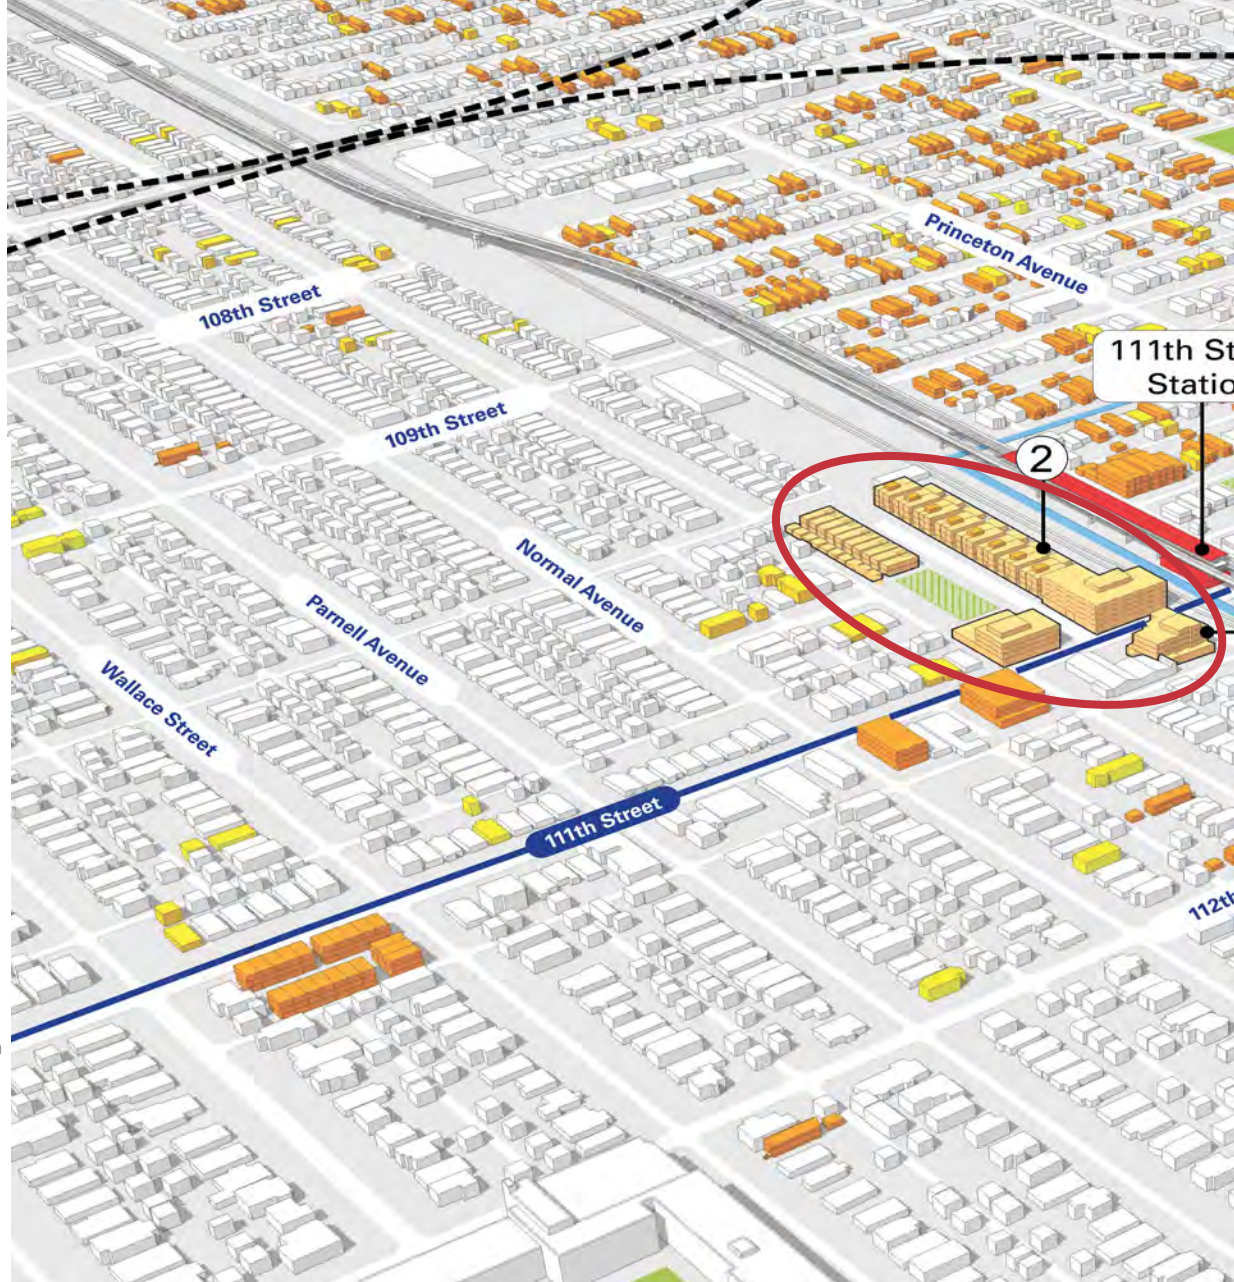 Princeton Avenue
108th Street
111th St
Statio
109th Street
2
Normal Avenue
Parnell Avenue
Wallace Street
111th Street
112th